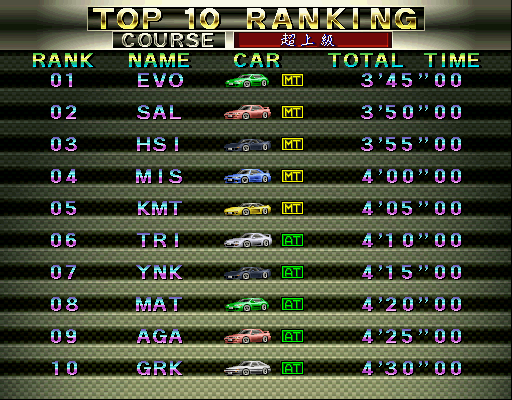 TOP 10 RANKING
COURSE 超上級
RANK NAME CAR TOTAL TIME
01 EVO MT 3'45"00
02 SAL MT 3'50"00
03 HSI MT 3'55"00
04 MIS MT 4'00"00
05 KMT MT 4'05"00
06 TRI AT 4'10"00
07 YNK AT 4'15"00
08 MAT AT 4'20"00
09 AGA AT 4'25"00
10 GRK AT 4'30"00